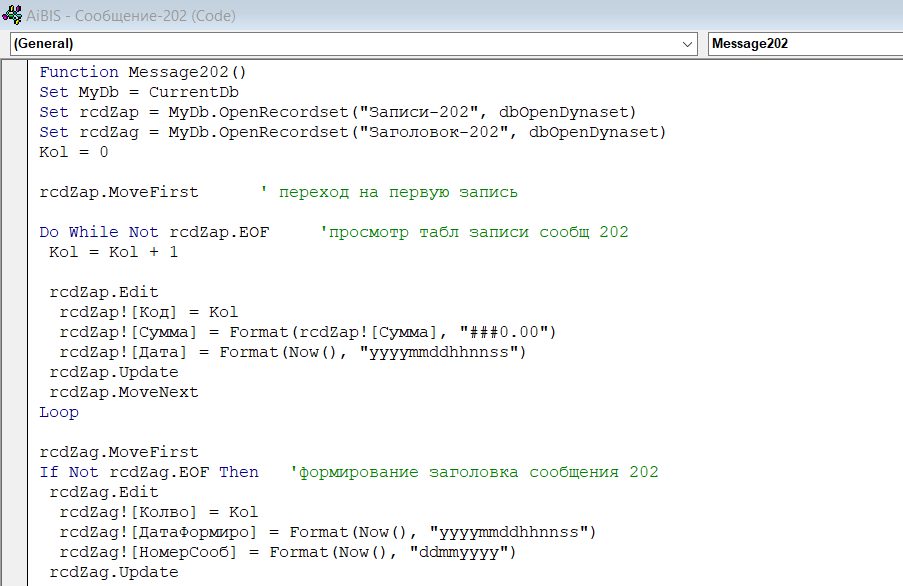 AiBIS - Сообщение-202 (Code)
(General) Message202
Function Message202()
Set MyDb = CurrentDb
Set rcdZap = MyDb.OpenRecordset("Записи-202", dbOpenDynaset)
Set rcdZag = MyDb.OpenRecordset("Заголовок-202", dbOpenDynaset)
Kol = 0
rcdZap.MoveFirst ' переход на первую запись
Do While Not rcdZap.EOF 'просмотр табл записи сообщ 202
Kol = Kol + 1
rcdZap.Edit
rcdZap![Код] = Kol
rcdZap![Сумма] = Format(rcdZap![Сумма], "###0.00")
rcdZap![Дата] = Format(Now(), "yyyymmddhhnnss")
rcdZap.Update
rcdZap.MoveNext
Loop
rcdZag.MoveFirst
If Not rcdZag.EOF Then 'формирование заголовка сообщения 202
rcdZag.Edit
rcdZag![Колво] = Kol
rcdZag![ДатаФормиро] = Format(Now(), "yyyymmddhhnnss")
rcdZag![НомерСооб] = Format(Now(), "ddmmyyyy")
rcdZag.Update